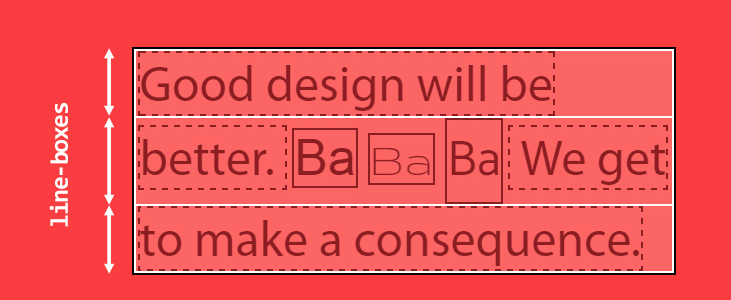 line-boxes
Good design will be
better. Ba Ba Ba We get
to make a consequence.